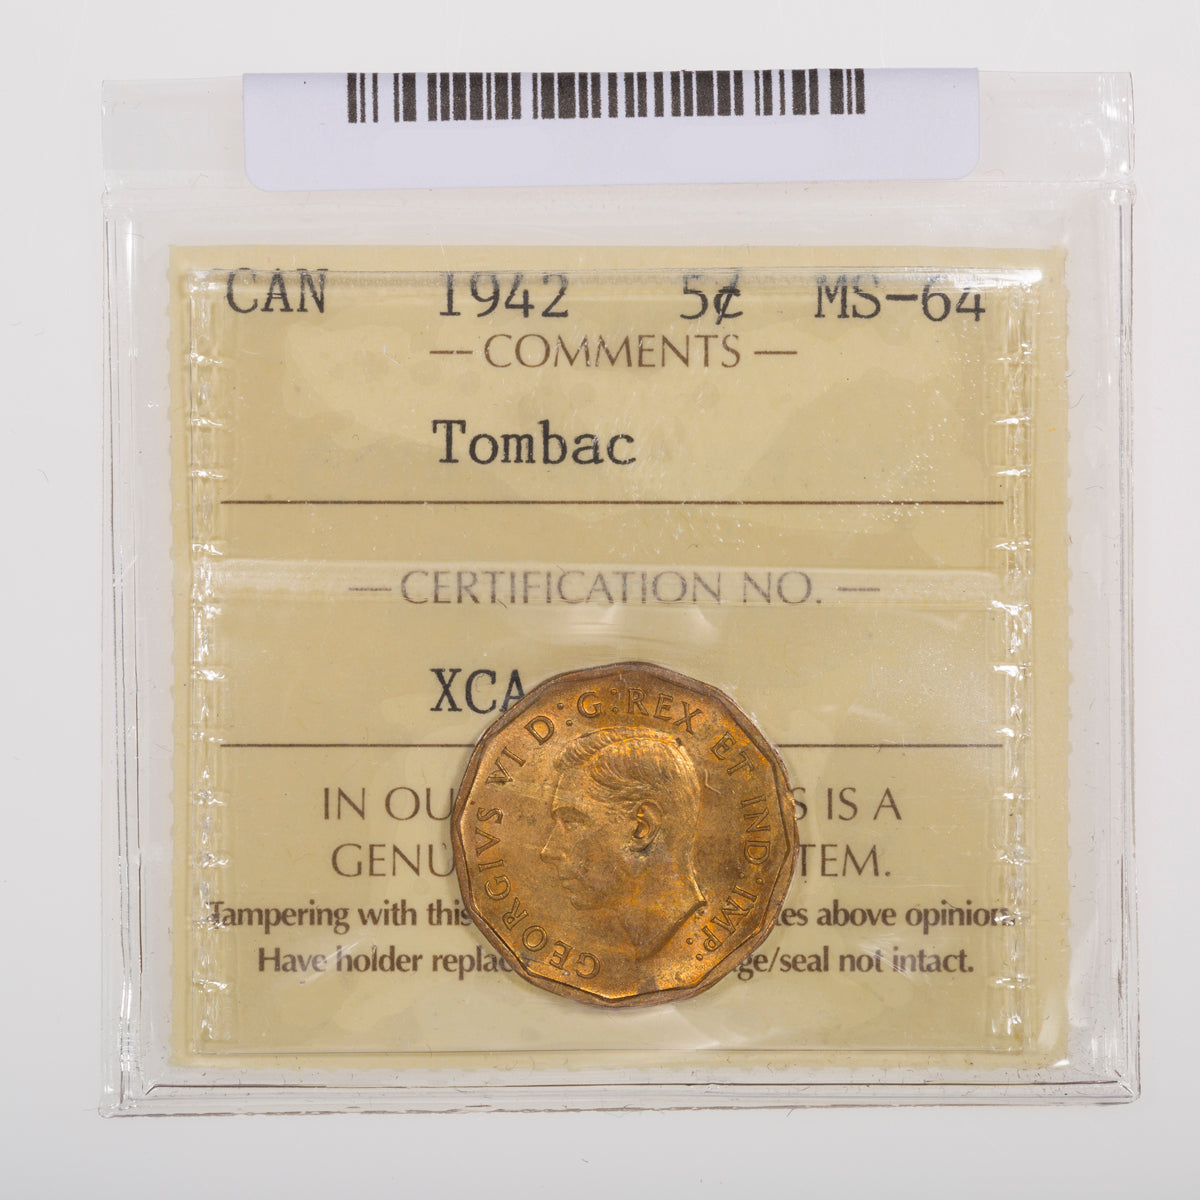 CAN 1942 5¢ MS-64
— COMMENTS —
Tombac
— CERTIFICATION NO. —
XCA
IN OU S IS A
GENU TEM.
Tampering with this tes above opinion.
Have holder replac ge/seal not intact.
GEORGIVS VI D:G:REX ET IND:IMP: